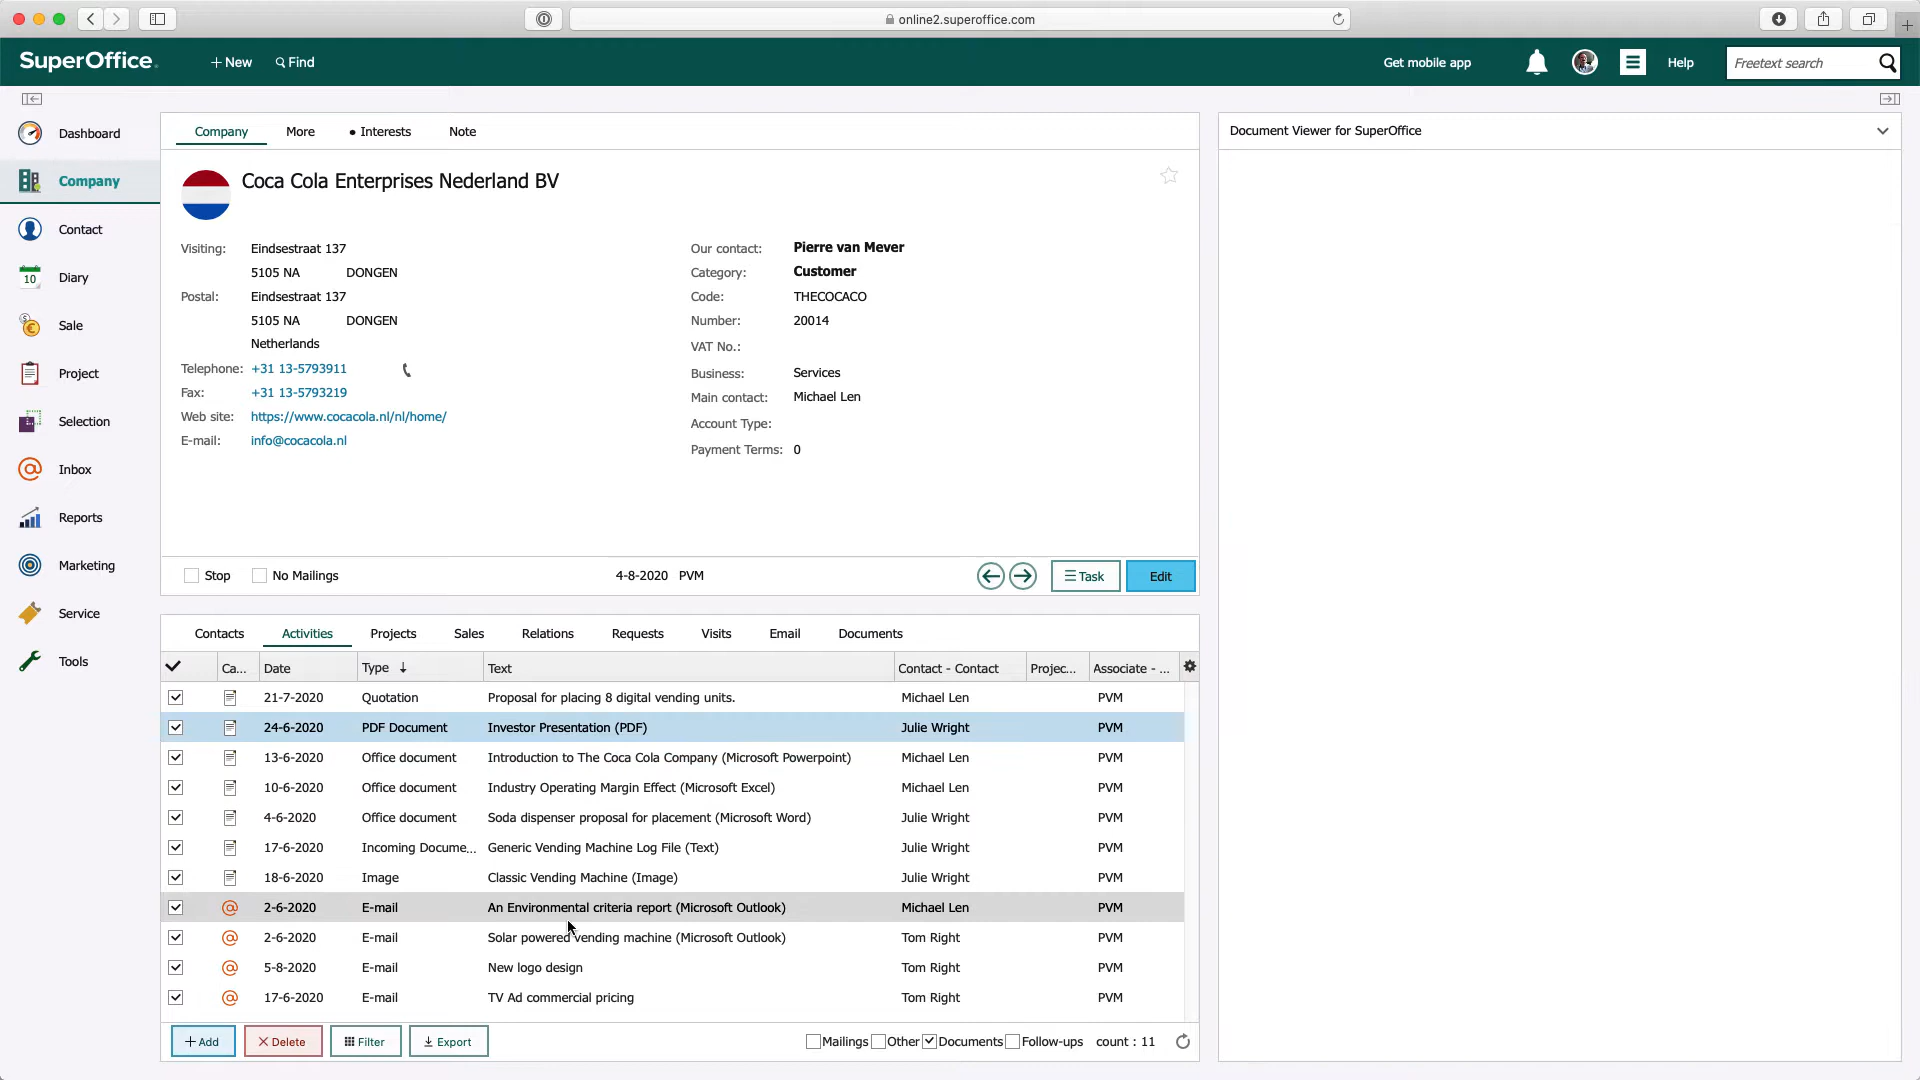 online2.superoffice.com
SuperOffice.
+ New
Find
Get mobile app
Help
Freetext search
Dashboard
Company
Contact
10
Diary
Sale
Project
Selection
Inbox
Reports
Marketing
Service
Tools
Company More • Interests Note
Coca Cola Enterprises Nederland BV
Visiting: Eindsestraat 137
5105 NA DONGEN
Postal: Eindsestraat 137
5105 NA DONGEN
Netherlands
Telephone: +31 13-5793911
Fax: +31 13-5793219
Web site: https://www.cocacola.nl/nl/home/
E-mail: info@cocacola.nl
Our contact: Pierre van Mever
Category: Customer
Code: THECOCACO
Number: 20014
VAT No.:
Business: Services
Main contact: Michael Len
Account Type:
Payment Terms: 0
Stop No Mailings 4-8-2020 PVM Task Edit
Contacts Activities Projects Sales Relations Requests Visits Email Documents
Ca... Date Type ↓ Text Contact - Contact Projec... Associate - ...
21-7-2020 Quotation Proposal for placing 8 digital vending units. Michael Len PVM
24-6-2020 PDF Document Investor Presentation (PDF) Julie Wright PVM
13-6-2020 Office document Introduction to The Coca Cola Company (Microsoft Powerpoint) Michael Len PVM
10-6-2020 Office document Industry Operating Margin Effect (Microsoft Excel) Michael Len PVM
4-6-2020 Office document Soda dispenser proposal for placement (Microsoft Word) Julie Wright PVM
17-6-2020 Incoming Docume... Generic Vending Machine Log File (Text) Julie Wright PVM
18-6-2020 Image Classic Vending Machine (Image) Julie Wright PVM
@ 2-6-2020 E-mail An Environmental criteria report (Microsoft Outlook) Michael Len PVM
@ 2-6-2020 E-mail Solar powered vending machine (Microsoft Outlook) Tom Right PVM
@ 5-8-2020 E-mail New logo design Tom Right PVM
@ 17-6-2020 E-mail TV Ad commercial pricing Tom Right PVM
+ Add Delete Filter Export Mailings Other Documents Follow-ups count : 11
Document Viewer for SuperOffice